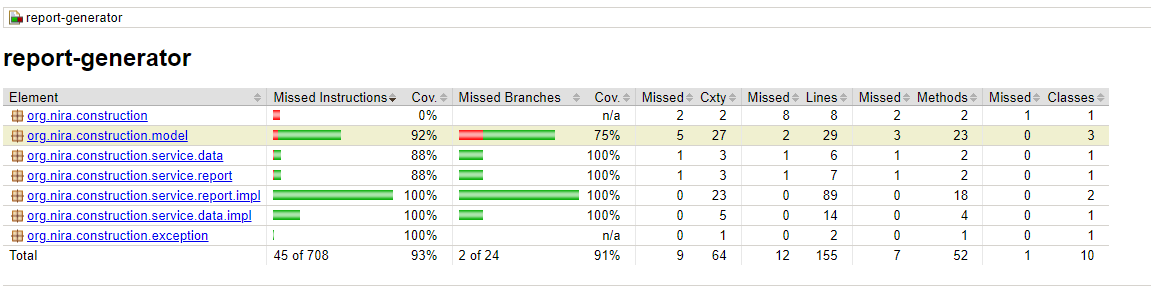 report-generator
report-generator
Element Missed Instructions Cov. Missed Branches Cov. Missed Cxty Missed Lines Missed Methods Missed Classes
org.nira.construction 0% n/a 2 2 8 8 2 2 1 1
org.nira.construction.model 92% 75% 5 27 2 29 3 23 0 3
org.nira.construction.service.data 88% 100% 1 3 1 6 1 2 0 1
org.nira.construction.service.report 88% 100% 1 3 1 7 1 2 0 1
org.nira.construction.service.report.impl 100% 100% 0 23 0 89 0 18 0 2
org.nira.construction.service.data.impl 100% 100% 0 5 0 14 0 4 0 1
org.nira.construction.exception 100% n/a 0 1 0 2 0 1 0 1
Total 45 of 708 93% 2 of 24 91% 9 64 12 155 7 52 1 10